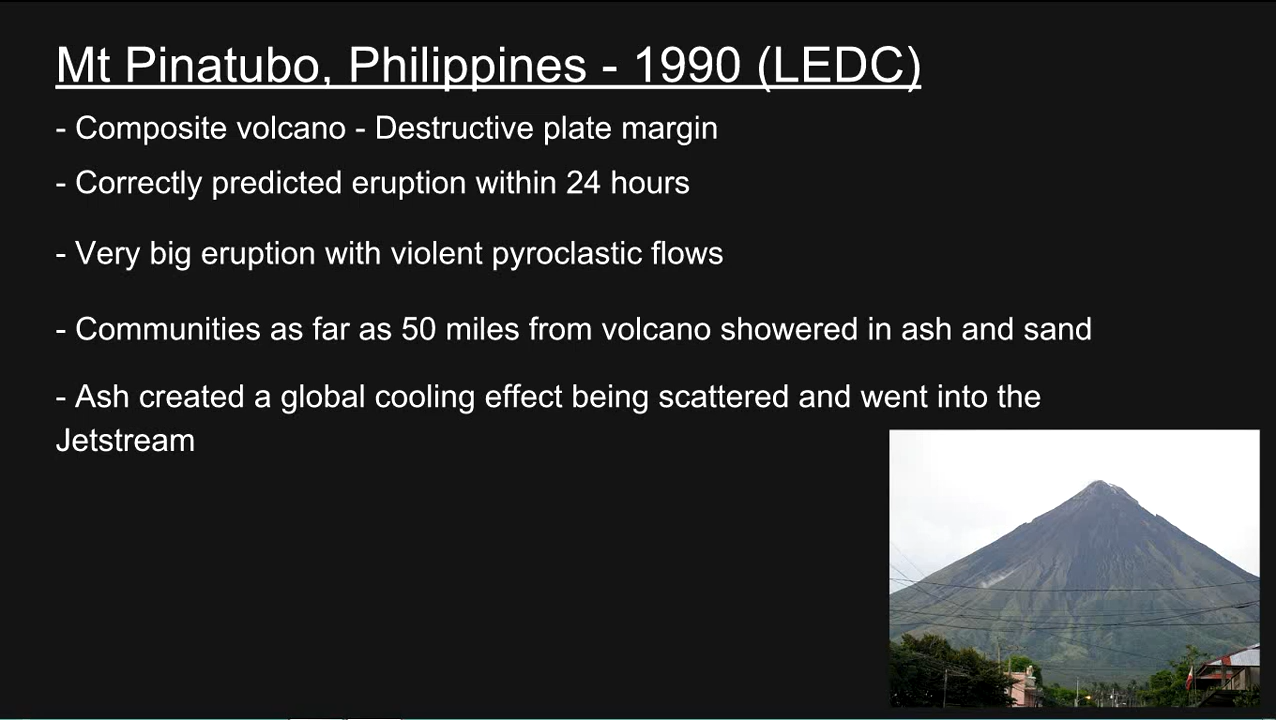 Mt Pinatubo, Philippines - 1990 (LEDC)
- Composite volcano - Destructive plate margin
- Correctly predicted eruption within 24 hours
- Very big eruption with violent pyroclastic flows
- Communities as far as 50 miles from volcano showered in ash and sand
- Ash created a global cooling effect being scattered and went into the
Jetstream